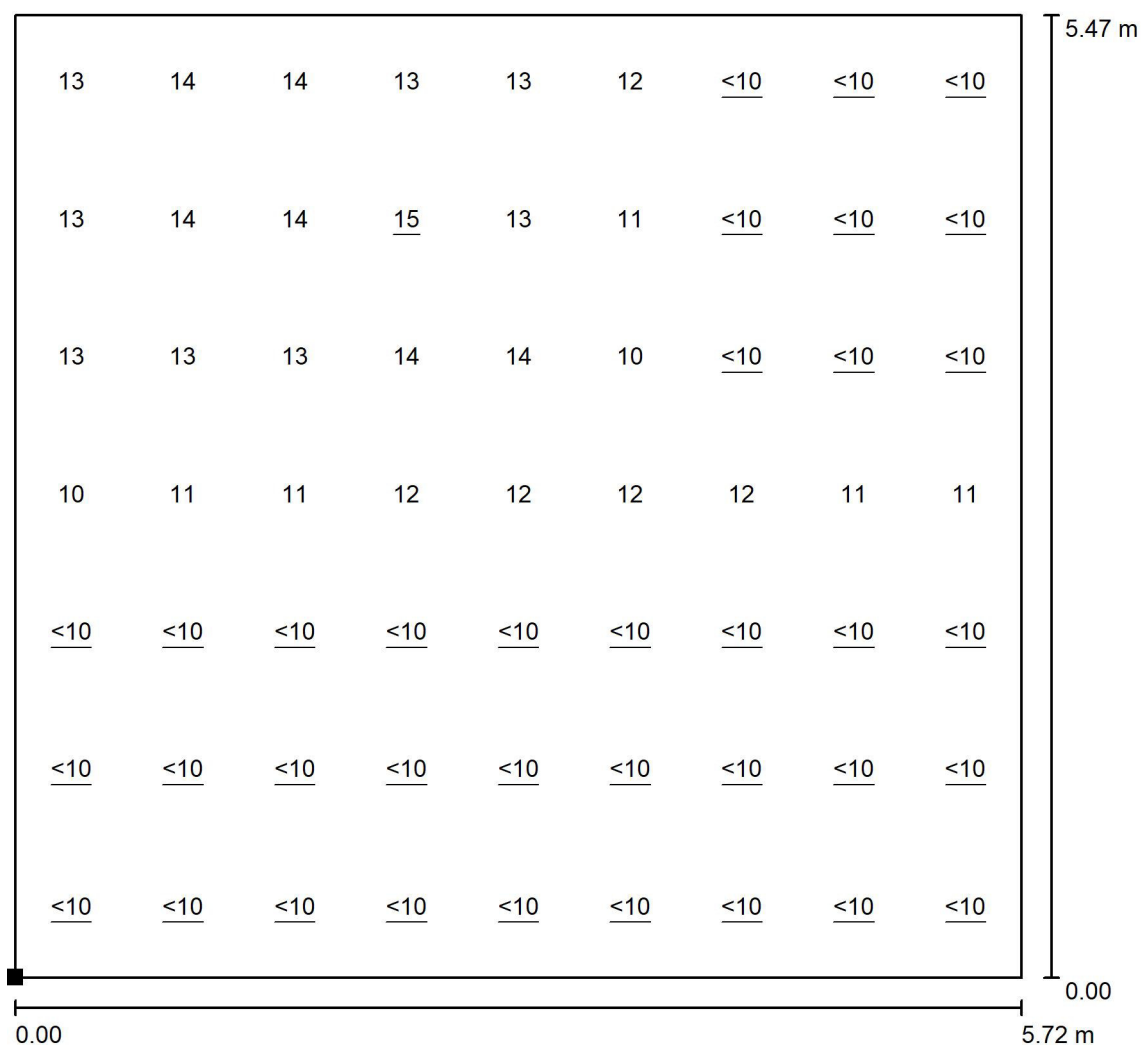 5.47 m
13 14 14 13 13 12 <10 <10 <10
13 14 14 15 13 11 <10 <10 <10
13 13 13 14 14 10 <10 <10 <10
10 11 11 12 12 12 12 11 11
<10 <10 <10 <10 <10 <10 <10 <10 <10
<10 <10 <10 <10 <10 <10 <10 <10 <10
<10 <10 <10 <10 <10 <10 <10 <10 <10
0.00
0.00 5.72 m